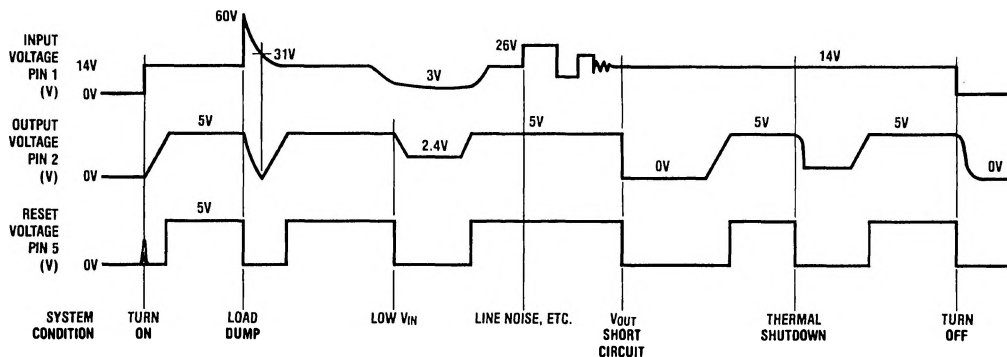 60V
INPUT
VOLTAGE
PIN 1
(V)
14V
0V
31V
3V
26V
14V
OUTPUT
VOLTAGE
PIN 2
(V)
0V
5V
2.4V
5V
0V
5V
5V
0V
RESET
VOLTAGE
PIN 5
(V)
0V
5V
SYSTEM
CONDITION
TURN
ON
LOAD
DUMP
LOW VIN
LINE NOISE, ETC.
VOUT
SHORT
CIRCUIT
THERMAL
SHUTDOWN
TURN
OFF